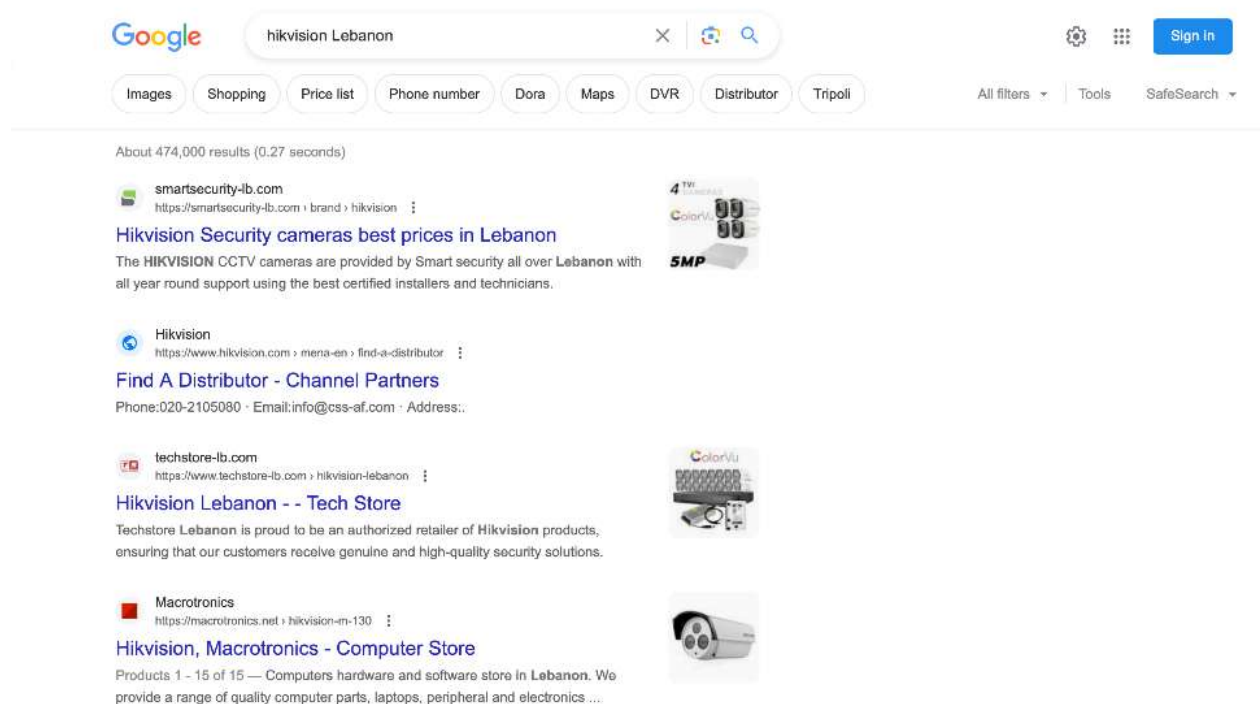 Google
hikvision Lebanon
Sign in
Images
Shopping
Price list
Phone number
Dora
Maps
DVR
Distributor
Tripoli
All filters
Tools
SafeSearch
About 474,000 results (0.27 seconds)
smartsecurity-lb.com
https://smartsecurity-lb.com › brand › hikvision
Hikvision Security cameras best prices in Lebanon
The HIKVISION CCTV cameras are provided by Smart security all over Lebanon with
all year round support using the best certified installers and technicians.
4 TVI
CAMERAS
ColorVu
5MP
Hikvision
https://www.hikvision.com › mena-en › find-a-distributor
Find A Distributor - Channel Partners
Phone:020-2105080 · Email:info@css-af.com · Address:.
techstore-lb.com
https://www.techstore-lb.com › hikvision-lebanon
Hikvision Lebanon - - Tech Store
Techstore Lebanon is proud to be an authorized retailer of Hikvision products,
ensuring that our customers receive genuine and high-quality security solutions.
ColorVu
Macrotronics
https://macrotronics.net › hikvision-m-130
Hikvision, Macrotronics - Computer Store
Products 1 - 15 of 15 — Computers hardware and software store in Lebanon. We
provide a range of quality computer parts, laptops, peripheral and electronics ...